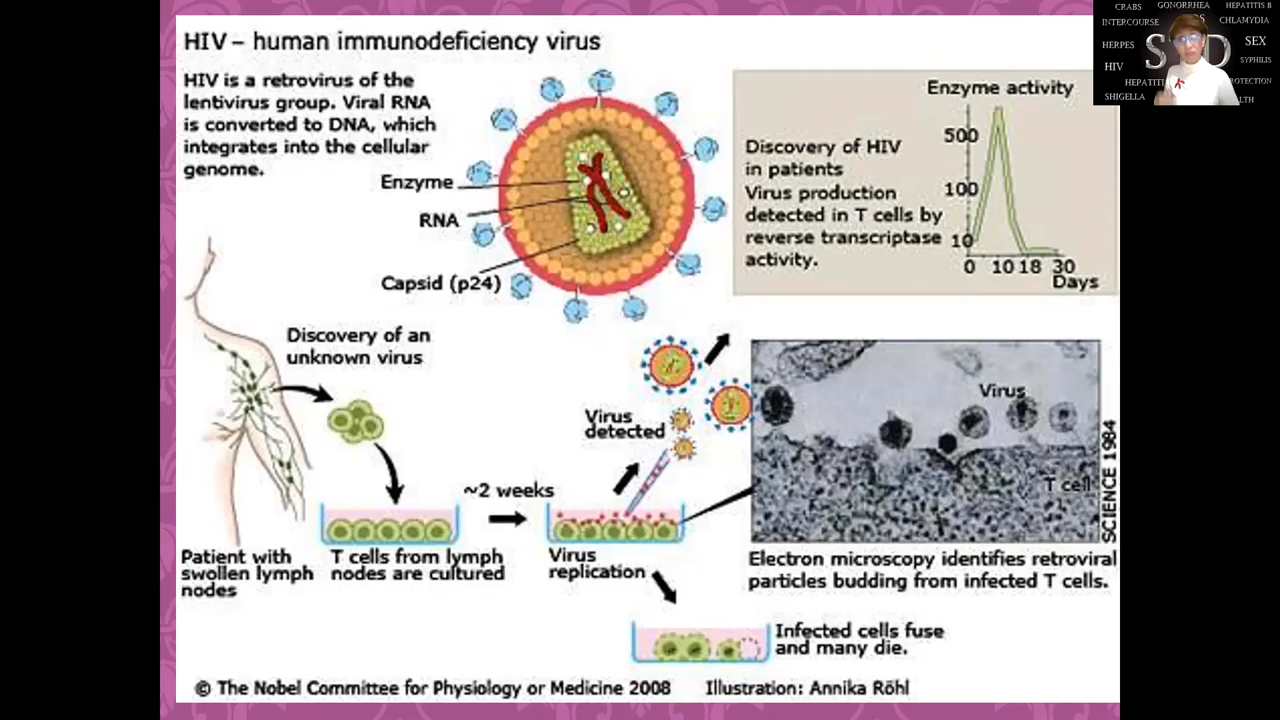 HIV – human immunodeficiency virus
HIV is a retrovirus of the
lentivirus group. Viral RNA
is converted to DNA, which
integrates into the cellular
genome.
Enzyme
RNA
Capsid (p24)
Enzyme activity
500
100
10
0 10 18 30
Days
Discovery of HIV
in patients
Virus production
detected in T cells by
reverse transcriptase
activity.
Discovery of an
unknown virus
Virus
detected
~2 weeks
Patient with
swollen lymph
nodes
T cells from lymph
nodes are cultured
Virus
replication
Virus
T cell
SCIENCE 1984
Electron microscopy identifies retroviral
particles budding from infected T cells.
Infected cells fuse
and many die.
© The Nobel Committee for Physiology or Medicine 2008 Illustration: Annika Röhl
CRABS GONORRHEA HEPATITIS B
INTERCOURSE CHLAMYDIA
HERPES SEX
HIV SYPHILIS
SHIGELLA